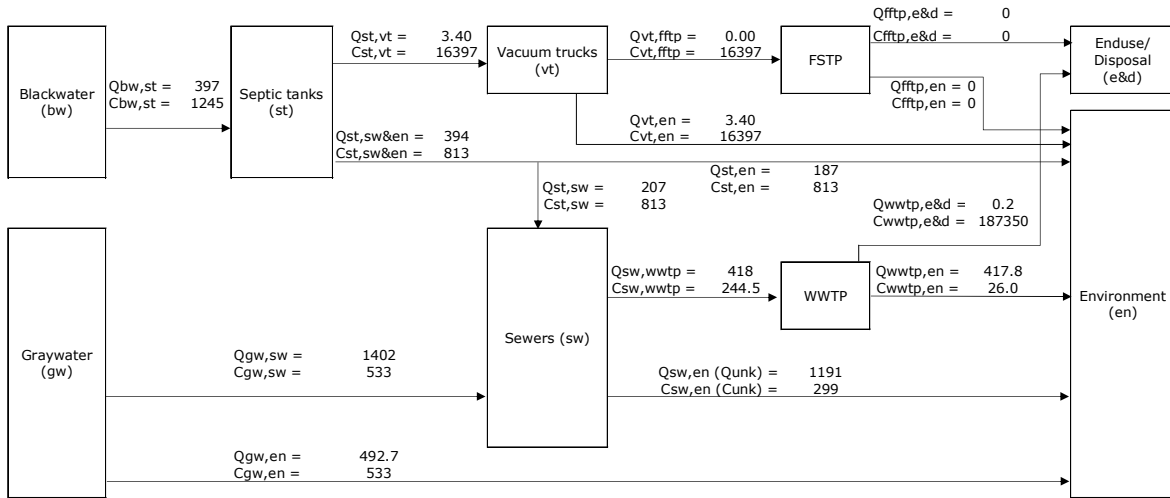 Blackwater
(bw)
Qbw,st = 397
Cbw,st = 1245
Septic tanks
(st)
Qst,vt = 3.40
Cst,vt = 16397
Vacuum trucks
(vt)
Qvt,fftp = 0.00
Cvt,fftp = 16397
FSTP
Qfftp,e&d = 0
Cfftp,e&d = 0
Enduse/
Disposal
(e&d)
Qfftp,en = 0
Cfftp,en = 0
Qvt,en = 3.40
Cvt,en = 16397
Qst,sw&en = 394
Cst,sw&en = 813
Qst,en = 187
Cst,en = 813
Qst,sw = 207
Cst,sw = 813
Qwwtp,e&d = 0.2
Cwwtp,e&d = 187350
Graywater
(gw)
Qgw,sw = 1402
Cgw,sw = 533
Sewers (sw)
Qsw,wwtp = 418
Csw,wwtp = 244.5
WWTP
Qwwtp,en = 417.8
Cwwtp,en = 26.0
Environment
(en)
Qsw,en (Qunk) = 1191
Csw,en (Cunk) = 299
Qgw,en = 492.7
Cgw,en = 533